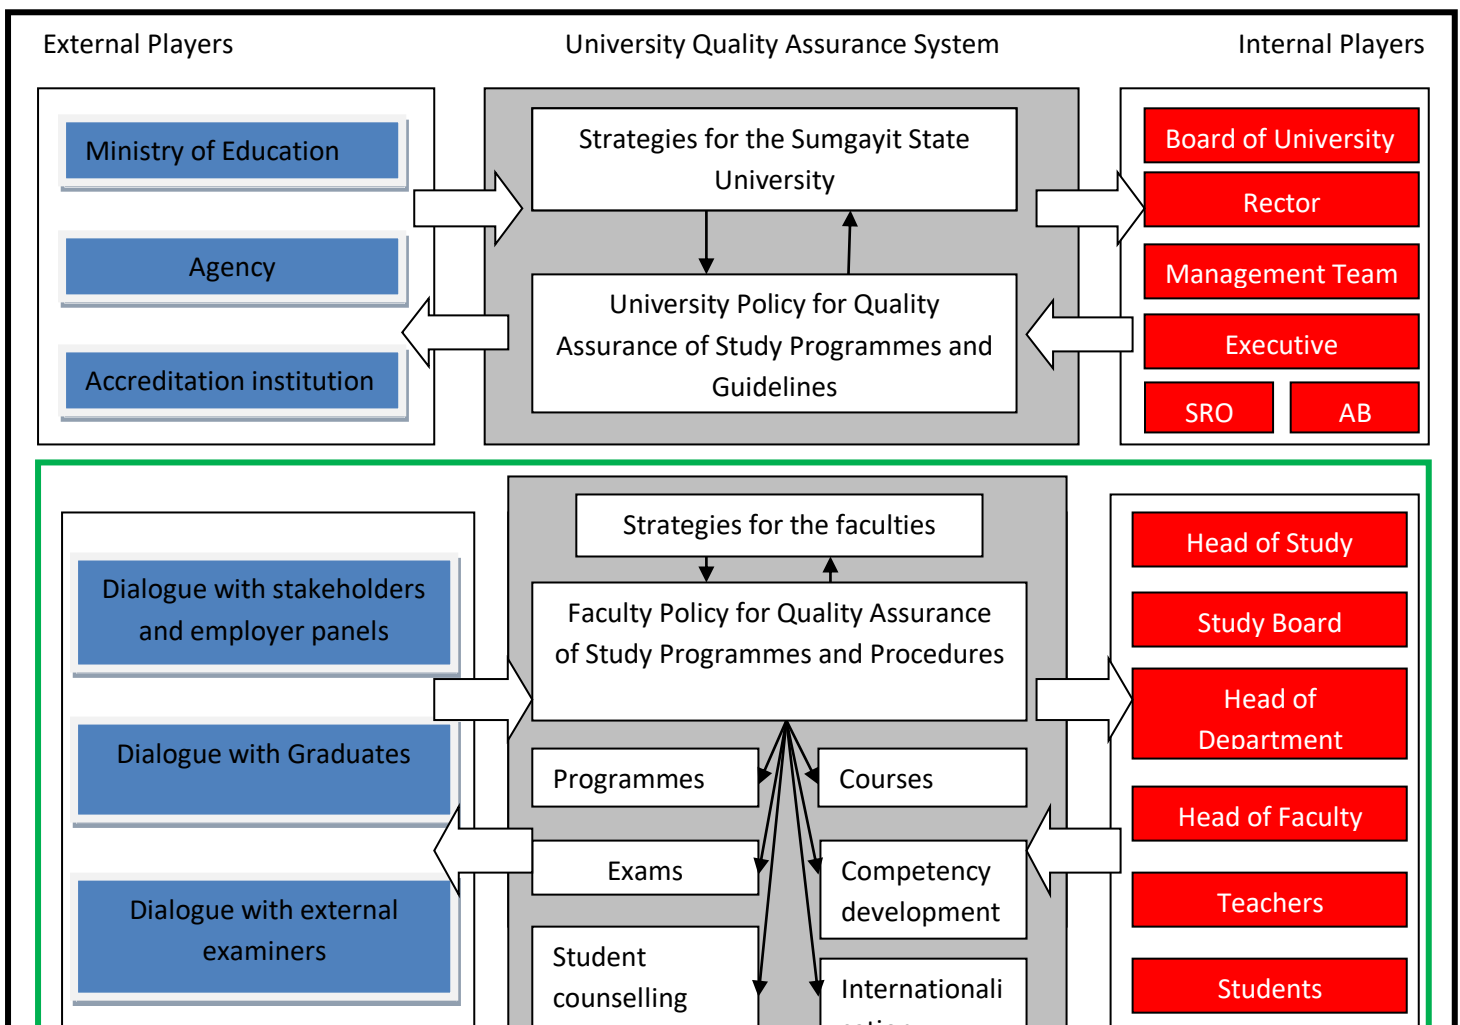 External Players
University Quality Assurance System
Internal Players
Ministry of Education
Agency
Accreditation institution
Strategies for the Sumgayit State
University
University Policy for Quality
Assurance of Study Programmes and
Guidelines
Board of University
Rector
Management Team
Executive
SRO
AB
Dialogue with stakeholders
and employer panels
Dialogue with Graduates
Dialogue with external
examiners
Strategies for the faculties
Faculty Policy for Quality Assurance
of Study Programmes and Procedures
Programmes
Courses
Exams
Competency
development
Student
counselling
Internationali
Head of Study
Study Board
Head of
Department
Head of Faculty
Teachers
Students